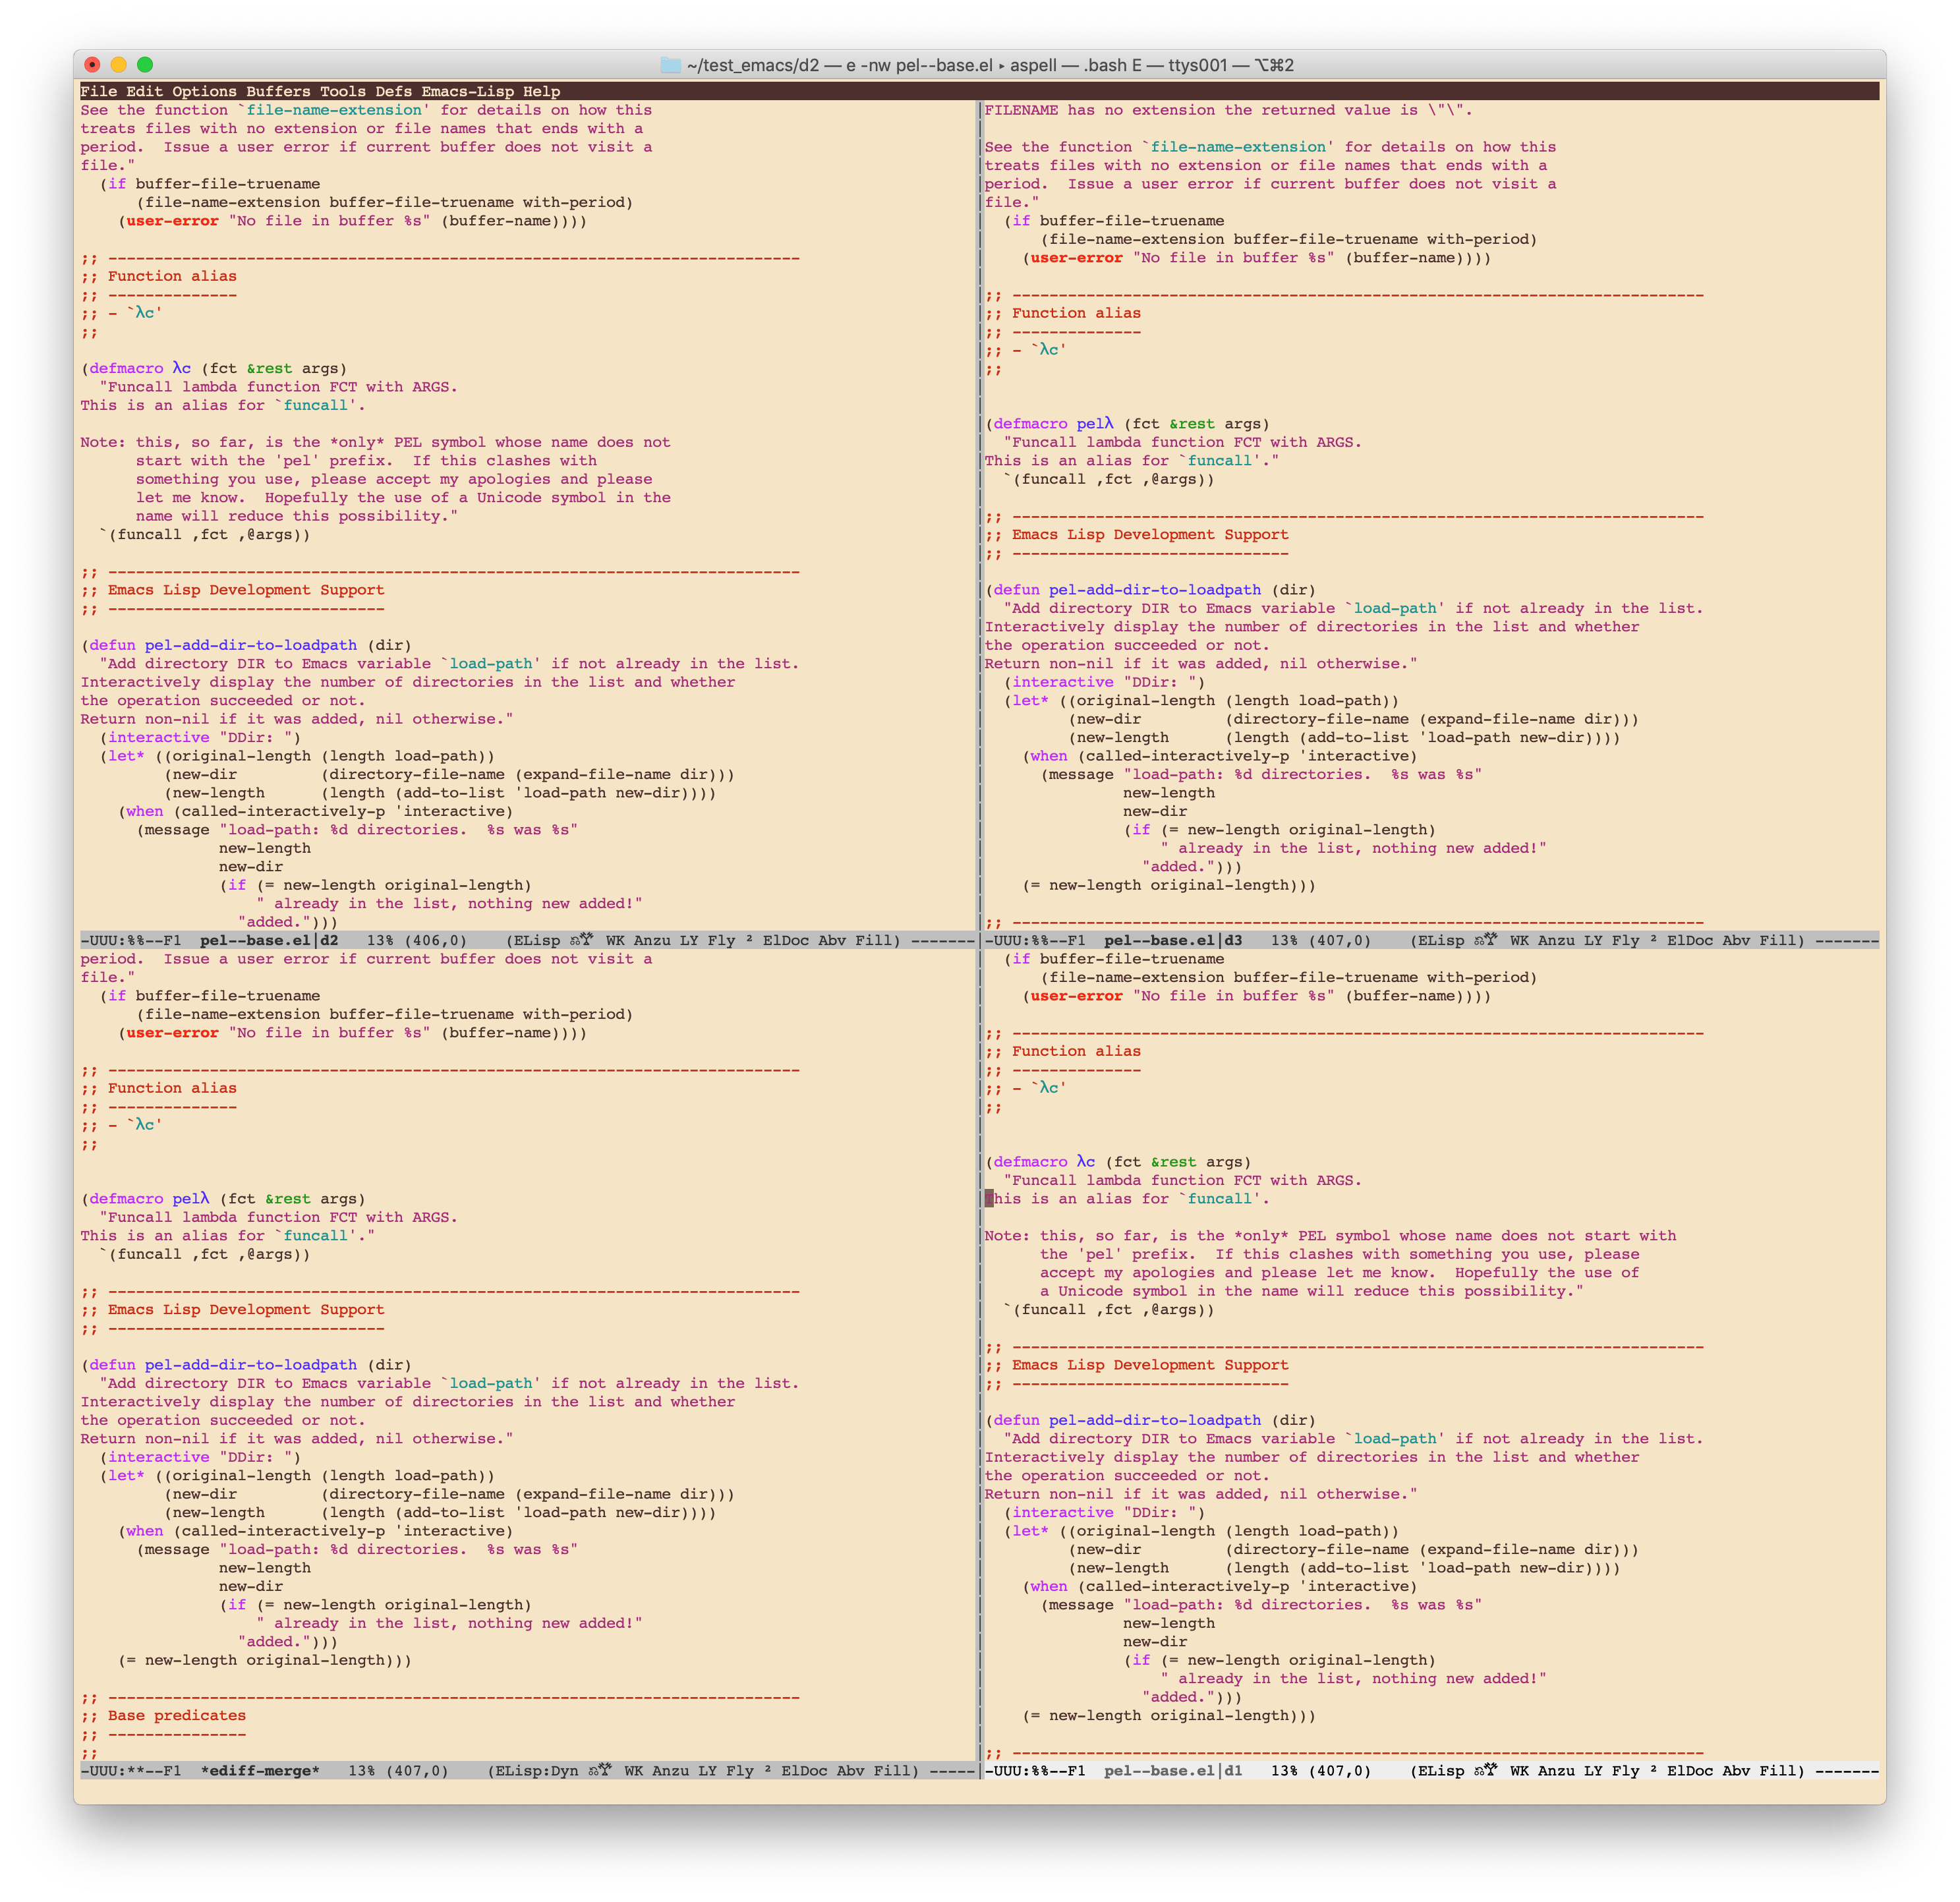 ~/test_emacs/d2 — e -nw pel--base.el ▸ aspell — .bash E — ttys001 — ⌥⌘2
File Edit Options Buffers Tools Defs Emacs-Lisp Help
See the function `file-name-extension' for details on how this
treats files with no extension or file names that ends with a
period.  Issue a user error if current buffer does not visit a
file."
  (if buffer-file-truename
      (file-name-extension buffer-file-truename with-period)
    (user-error "No file in buffer %s" (buffer-name))))
;; ---------------------------------------------------------------------------
;; Function alias
;; --------------
;; - `λc'
;;
(defmacro λc (fct &rest args)
  "Funcall lambda function FCT with ARGS.
This is an alias for `funcall'.
Note: this, so far, is the *only* PEL symbol whose name does not
      start with the 'pel' prefix.  If this clashes with
      something you use, please accept my apologies and please
      let me know.  Hopefully the use of a Unicode symbol in the
      name will reduce this possibility."
  `(funcall ,fct ,@args))
;; ---------------------------------------------------------------------------
;; Emacs Lisp Development Support
;; ------------------------------
(defun pel-add-dir-to-loadpath (dir)
  "Add directory DIR to Emacs variable `load-path' if not already in the list.
Interactively display the number of directories in the list and whether
the operation succeeded or not.
Return non-nil if it was added, nil otherwise."
  (interactive "DDir: ")
  (let* ((original-length (length load-path))
         (new-dir         (directory-file-name (expand-file-name dir)))
         (new-length      (length (add-to-list 'load-path new-dir))))
    (when (called-interactively-p 'interactive)
      (message "load-path: %d directories.  %s was %s"
               new-length
               new-dir
               (if (= new-length original-length)
                   " already in the list, nothing new added!"
                 "added.")))
-UUU:%%--F1  pel--base.el|d2   13% (406,0)    (ELisp WK Anzu LY Fly ² ElDoc Abv Fill) -------
FILENAME has no extension the returned value is \"\".
See the function `file-name-extension' for details on how this
treats files with no extension or file names that ends with a
period.  Issue a user error if current buffer does not visit a
file."
  (if buffer-file-truename
      (file-name-extension buffer-file-truename with-period)
    (user-error "No file in buffer %s" (buffer-name))))
;; ---------------------------------------------------------------------------
;; Function alias
;; --------------
;; - `λc'
;;
(defmacro pelλ (fct &rest args)
  "Funcall lambda function FCT with ARGS.
This is an alias for `funcall'."
  `(funcall ,fct ,@args))
;; ---------------------------------------------------------------------------
;; Emacs Lisp Development Support
;; ------------------------------
(defun pel-add-dir-to-loadpath (dir)
  "Add directory DIR to Emacs variable `load-path' if not already in the list.
Interactively display the number of directories in the list and whether
the operation succeeded or not.
Return non-nil if it was added, nil otherwise."
  (interactive "DDir: ")
  (let* ((original-length (length load-path))
         (new-dir         (directory-file-name (expand-file-name dir)))
         (new-length      (length (add-to-list 'load-path new-dir))))
    (when (called-interactively-p 'interactive)
      (message "load-path: %d directories.  %s was %s"
               new-length
               new-dir
               (if (= new-length original-length)
                   " already in the list, nothing new added!"
                 "added.")))
    (= new-length original-length)))
;; ---------------------------------------------------------------------------
-UUU:%%--F1  pel--base.el|d3   13% (407,0)    (ELisp WK Anzu LY Fly ² ElDoc Abv Fill) -------
period.  Issue a user error if current buffer does not visit a
file."
  (if buffer-file-truename
      (file-name-extension buffer-file-truename with-period)
    (user-error "No file in buffer %s" (buffer-name))))
;; ---------------------------------------------------------------------------
;; Function alias
;; --------------
;; - `λc'
;;
(defmacro pelλ (fct &rest args)
  "Funcall lambda function FCT with ARGS.
This is an alias for `funcall'."
  `(funcall ,fct ,@args))
;; ---------------------------------------------------------------------------
;; Emacs Lisp Development Support
;; ------------------------------
(defun pel-add-dir-to-loadpath (dir)
  "Add directory DIR to Emacs variable `load-path' if not already in the list.
Interactively display the number of directories in the list and whether
the operation succeeded or not.
Return non-nil if it was added, nil otherwise."
  (interactive "DDir: ")
  (let* ((original-length (length load-path))
         (new-dir         (directory-file-name (expand-file-name dir)))
         (new-length      (length (add-to-list 'load-path new-dir))))
    (when (called-interactively-p 'interactive)
      (message "load-path: %d directories.  %s was %s"
               new-length
               new-dir
               (if (= new-length original-length)
                   " already in the list, nothing new added!"
                 "added.")))
    (= new-length original-length)))
;; ---------------------------------------------------------------------------
;; Base predicates
;; ---------------
;;
-UUU:**--F1  *ediff-merge*   13% (407,0)    (ELisp:Dyn WK Anzu LY Fly ² ElDoc Abv Fill) -----
  (if buffer-file-truename
      (file-name-extension buffer-file-truename with-period)
    (user-error "No file in buffer %s" (buffer-name))))
;; ---------------------------------------------------------------------------
;; Function alias
;; --------------
;; - `λc'
;;
(defmacro λc (fct &rest args)
  "Funcall lambda function FCT with ARGS.
This is an alias for `funcall'.
Note: this, so far, is the *only* PEL symbol whose name does not start with
      the 'pel' prefix.  If this clashes with something you use, please
      accept my apologies and please let me know.  Hopefully the use of
      a Unicode symbol in the name will reduce this possibility."
  `(funcall ,fct ,@args))
;; ---------------------------------------------------------------------------
;; Emacs Lisp Development Support
;; ------------------------------
(defun pel-add-dir-to-loadpath (dir)
  "Add directory DIR to Emacs variable `load-path' if not already in the list.
Interactively display the number of directories in the list and whether
the operation succeeded or not.
Return non-nil if it was added, nil otherwise."
  (interactive "DDir: ")
  (let* ((original-length (length load-path))
         (new-dir         (directory-file-name (expand-file-name dir)))
         (new-length      (length (add-to-list 'load-path new-dir))))
    (when (called-interactively-p 'interactive)
      (message "load-path: %d directories.  %s was %s"
               new-length
               new-dir
               (if (= new-length original-length)
                   " already in the list, nothing new added!"
                 "added.")))
    (= new-length original-length)))
;; ---------------------------------------------------------------------------
-UUU:%%--F1  pel--base.el|d1   13% (407,0)    (ELisp WK Anzu LY Fly ² ElDoc Abv Fill) -------